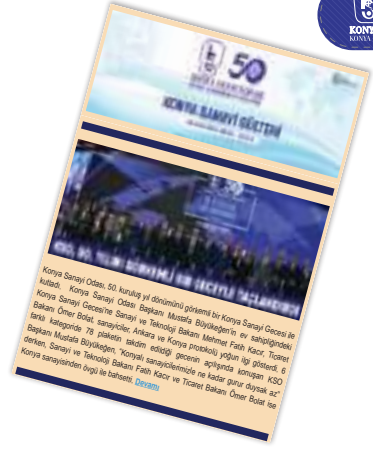 50
KONYA SANAYİ GÜLTENİ
Konya Sanayi Odası, 50. kuruluş yıl dönümünü görkemli bir Konya Sanayi Gecesi ile
kutladı. Konya Sanayi Odası Başkanı Mustafa Büyükeğen'in ev sahipliğindeki
Konya Sanayi Gecesi'ne Sanayi ve Teknoloji Bakanı Mehmet Fatih Kacır, Ticaret
Bakanı Ömer Bolat, sanayiciler, Ankara ve Konya protokolü yoğun ilgi gösterdi. 6
farklı kategoride 78 plaketin takdim edildiği gecenin açılışında konuşan KSO
Başkanı Mustafa Büyükeğen, "Konyalı sanayicilerimizle ne kadar gurur duysak az"
derken, Sanayi ve Teknoloji Bakanı Fatih Kacır ve Ticaret Bakanı Ömer Bolat ise
Konya sanayisinden övgü ile bahsetti. Devamı